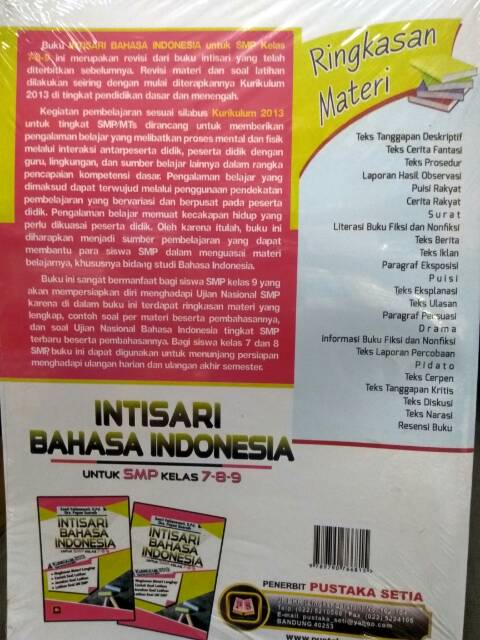 Buku INTISARI BAHASA INDONESIA untuk SMP Kelas
7-8-9 ini merupakan revisi dari buku intisari yang telah
diterbitkan sebelumnya. Revisi materi dan soal latihan
dilakukan seiring dengan mulai diterapkannya Kurikulum
2013 di tingkat pendidikan dasar dan menengah.
Kegiatan pembelajaran sesuai silabus Kurikulum 2013
untuk tingkat SMP/MTs dirancang untuk memberikan
pengalaman belajar yang melibatkan proses mental dan fisik
melalui interaksi antarpeserta didik, peserta didik dengan
guru, lingkungan, dan sumber belajar lainnya dalam rangka
pencapaian kompetensi dasar. Pengalaman belajar yang
dimaksud dapat terwujud melalui penggunaan pendekatan
pembelajaran yang bervariasi dan berpusat pada peserta
didik. Pengalaman belajar memuat kecakapan hidup yang
perlu dikuasai peserta didik. Oleh karena itulah, buku ini
diharapkan menjadi sumber pembelajaran yang dapat
membantu para siswa SMP dalam menguasai materi
belajarnya, khususnya bidang studi Bahasa Indonesia.
Buku ini sangat bermanfaat bagi siswa SMP kelas 9 yang
akan mempersiapkan diri menghadapi Ujian Nasional SMP
karena di dalam buku ini terdapat ringkasan materi yang
lengkap, contoh soal per materi beserta pembahasannya,
dan soal Ujian Nasional Bahasa Indonesia tingkat SMP
terbaru beserta pembahasannya. Bagi siswa kelas 7 dan 8
SMP, buku ini dapat digunakan untuk menunjang persiapan
menghadapi ulangan harian dan ulangan akhir semester.
Ringkasan
Materi
Teks Tanggapan Deskriptif
Teks Cerita Fantasi
Teks Prosedur
Laporan Hasil Observasi
Puisi Rakyat
Cerita Rakyat
Surat
Literasi Buku Fiksi dan Nonfiksi
Teks Berita
Teks Iklan
Paragraf Eksposisi
Puisi
Teks Eksplanasi
Teks Ulasan
Paragraf Persuasi
Drama
Informasi Buku Fiksi dan Nonfiksi
Teks Laporan Percobaan
Pidato
Teks Cerpen
Teks Tanggapan Kritis
Teks Diskusi
Teks Narasi
Resensi Buku
INTISARI
BAHASA INDONESIA
UNTUK SMP KELAS 7-8-9
INTISARI
BAHASA
INDONESIA
INTISARI
BAHASA
INDONESIA
PENERBIT PUSTAKA SETIA
BANDUNG 40253